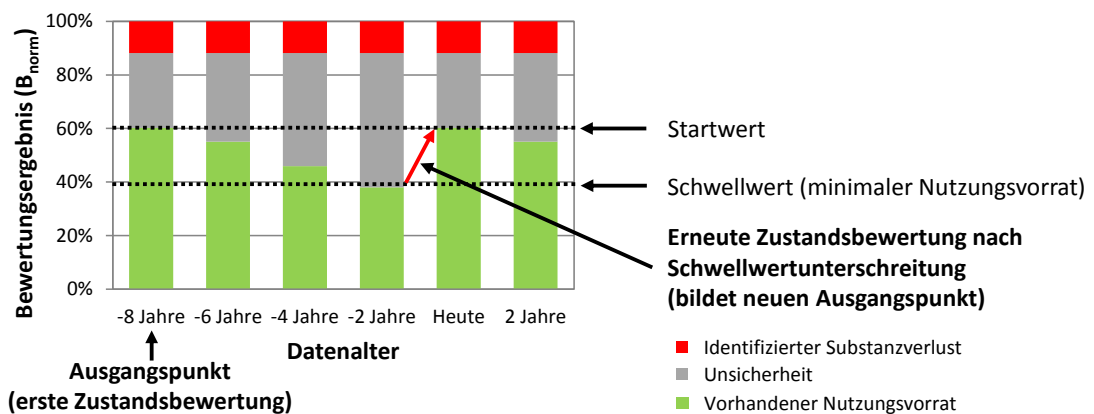 100%
80%
60%
40%
20%
0%
Bewertungsergebnis (Bnorm)
-8 Jahre -6 Jahre -4 Jahre -2 Jahre Heute 2 Jahre
Datenalter
Ausgangspunkt
(erste Zustandsbewertung)
Startwert
Schwellwert (minimaler Nutzungsvorrat)
Erneute Zustandsbewertung nach
Schwellwertunterschreitung
(bildet neuen Ausgangspunkt)
Identifizierter Substanzverlust
Unsicherheit
Vorhandener Nutzungsvorrat